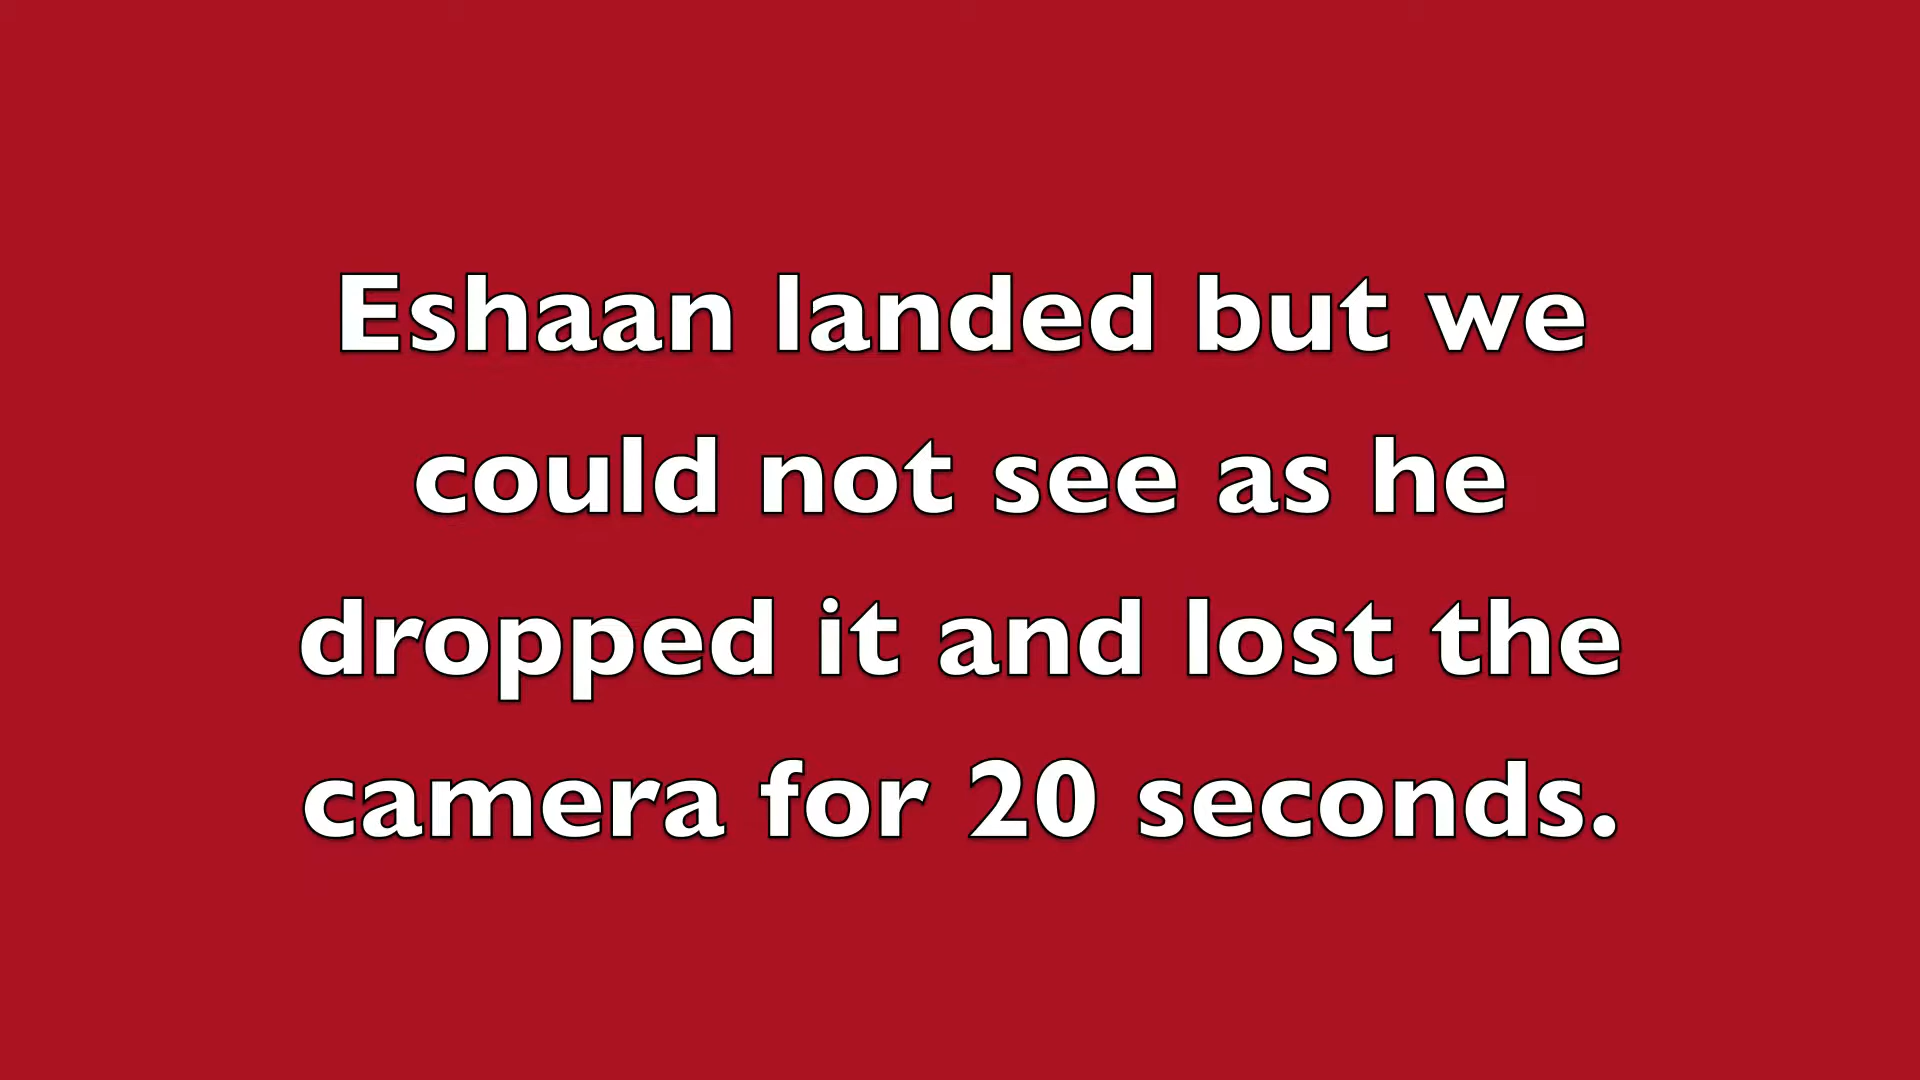 Eshaan landed but we
could not see as he
dropped it and lost the
camera for 20 seconds.